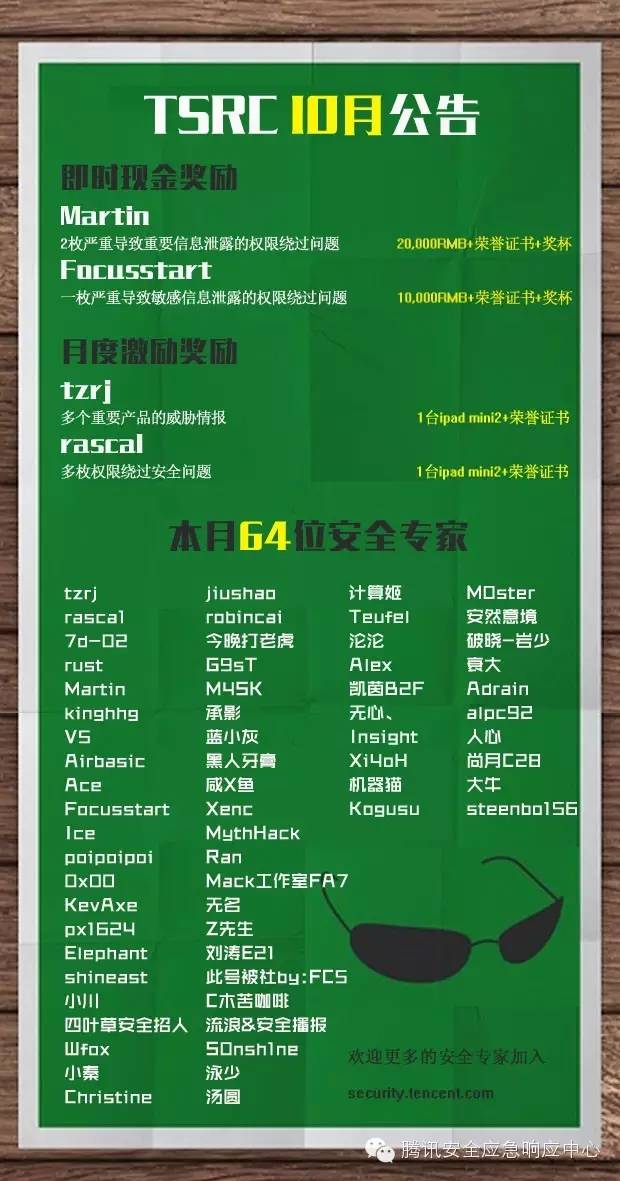 TSRC 10月公告
即时现金奖励
Martin
2枚严重导致重要信息泄露的权限绕过问题 20,000RMB+荣誉证书+奖杯
Focusstart
一枚严重导致敏感信息泄露的权限绕过问题 10,000RMB+荣誉证书+奖杯
月度激励奖励
tzrj
多个重要产品的威胁情报 1台ipad mini2+荣誉证书
rascal
多枚权限绕过安全问题 1台ipad mini2+荣誉证书
本月64位安全专家
tzrj jiushao 计算姬 M0ster
rascal robincai Teufel 安然意境
7d-02 今晚打老虎 沱沱 破晓-岩少
rust G9sT Alex 袁大
Martin M45K 凯茵B2F Adrain
kinghhg 承影 无心、 alpc92
V5 蓝小灰 Insight 人心
Airbasic 黑人牙膏 Xi4oH 尚月C28
Ace 咸X鱼 机器猫 大牛
Focusstart Xenc Kogusu steenbo156
Ice MythHack
poipoipoi Ran
0x00 Mack工作室FA7
KevAxe 无名
px1624 Z先生
Elephant 刘涛E21
shineast 此号被社by:FC5
小川 C木苦咖啡
四叶草安全招人 流浪&安全播报
Wfox S0nsh1ne
小秦 泳少
Christine 汤圆
欢迎更多的安全专家加入
security.tencent.com
腾讯安全应急响应中心